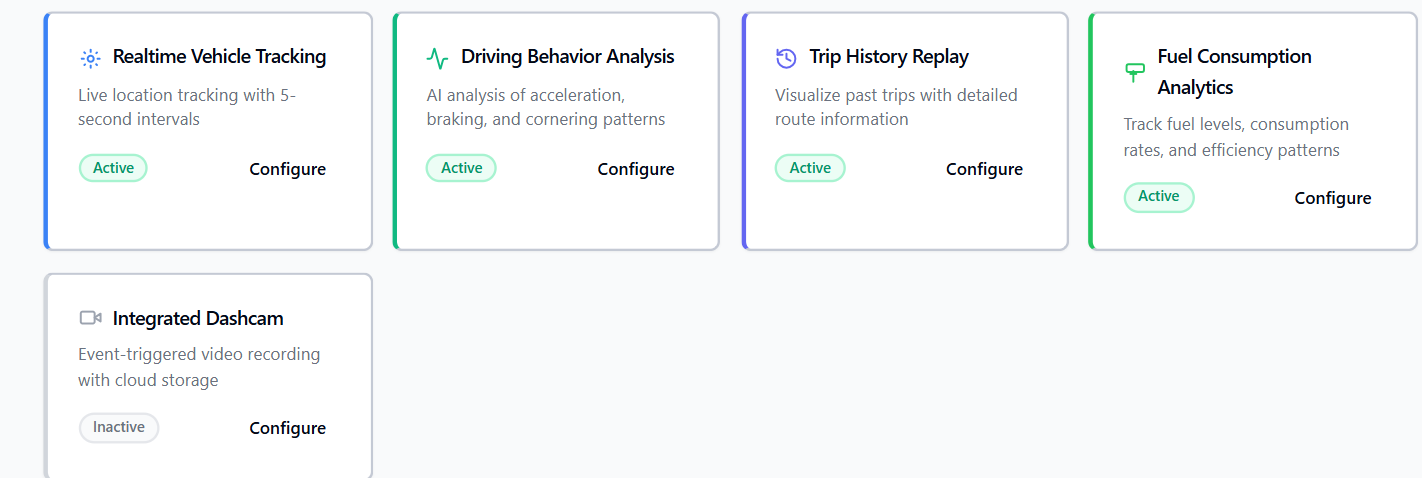 Realtime Vehicle Tracking
Live location tracking with 5-
second intervals
Active
Configure
Driving Behavior Analysis
AI analysis of acceleration,
braking, and cornering patterns
Active
Configure
Trip History Replay
Visualize past trips with detailed
route information
Active
Configure
Fuel Consumption
Analytics
Track fuel levels, consumption
rates, and efficiency patterns
Active
Configure
Integrated Dashcam
Event-triggered video recording
with cloud storage
Inactive
Configure